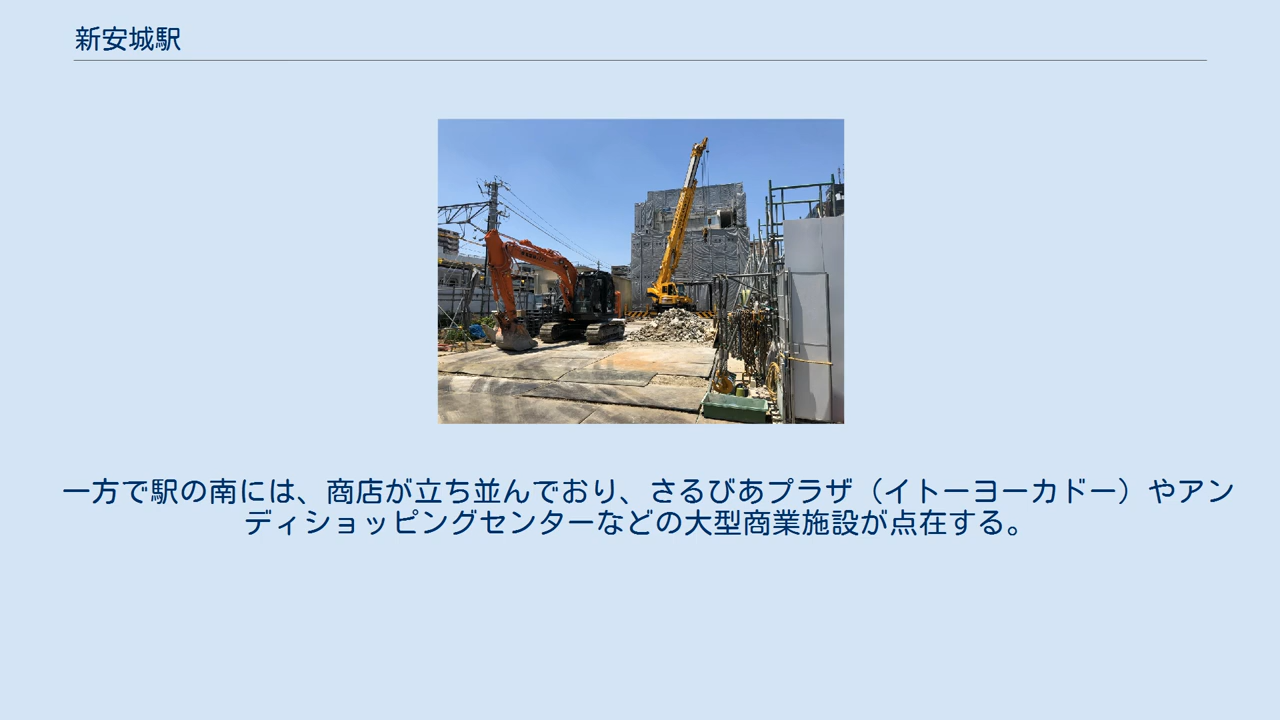 新安城駅
一方で駅の南には、商店が立ち並んでおり、さるびあプラザ（イトーヨーカドー）やアン
ディショッピングセンターなどの大型商業施設が点在する。